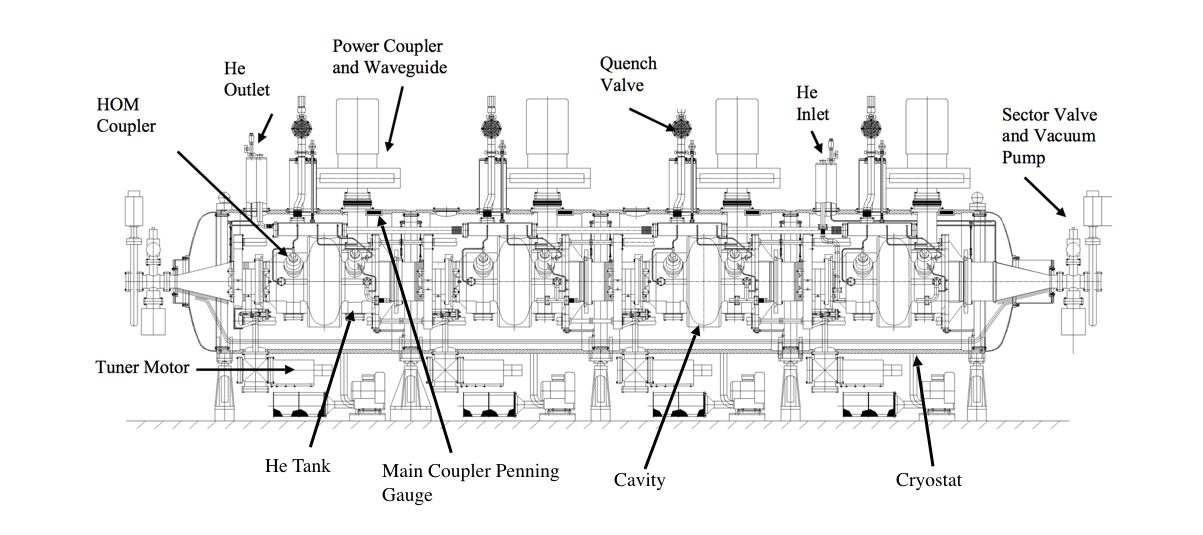 Power Coupler
and Waveguide
He
Outlet
HOM
Coupler
Quench
Valve
He
Inlet
Sector Valve
and Vacuum
Pump
Tuner Motor
He Tank
Main Coupler Penning
Gauge
Cavity
Cryostat